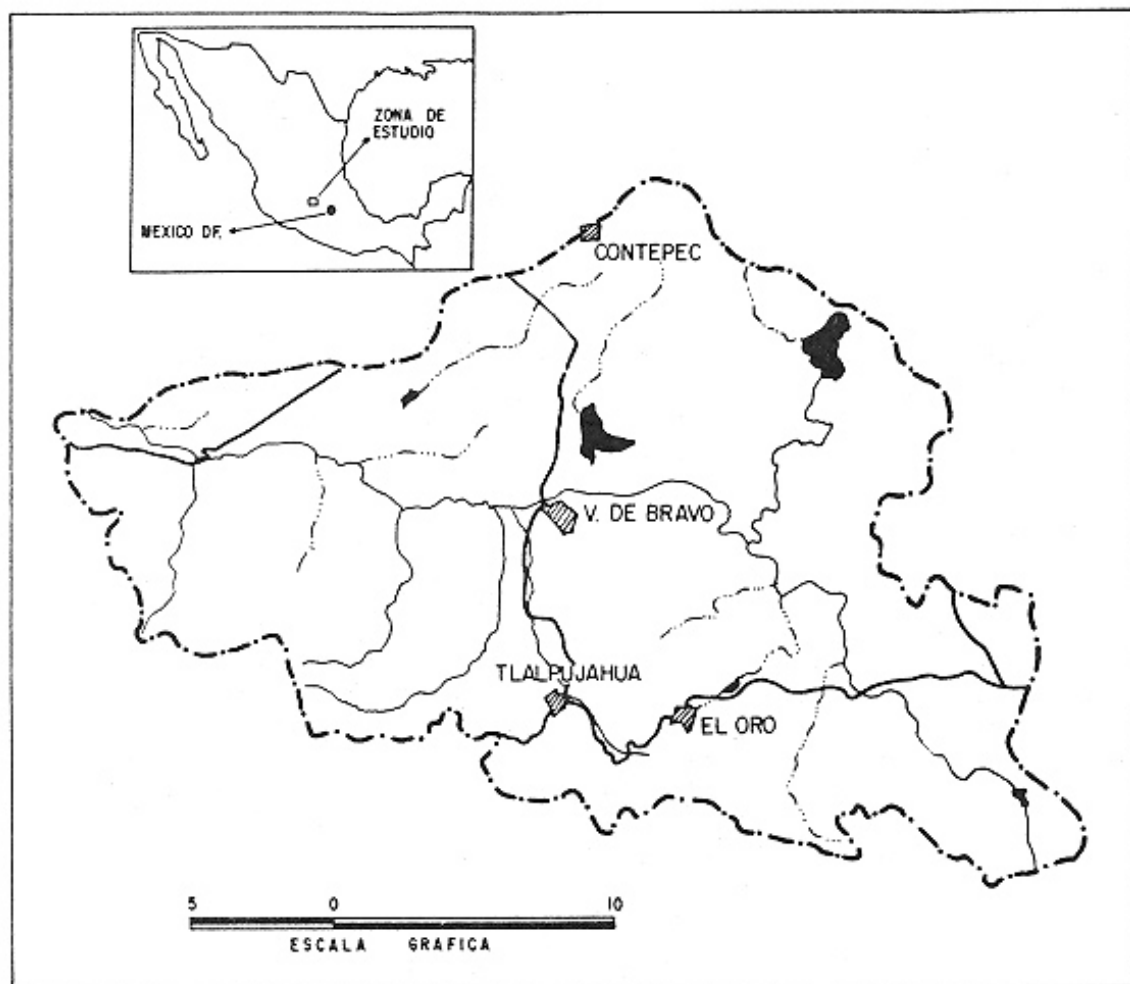 ZONA DE
ESTUDIO
MEXICO DF.
CONTEPEC
V. DE BRAVO
TLALPUJAHUA
EL ORO
5 0 10
ESCALA GRAFICA